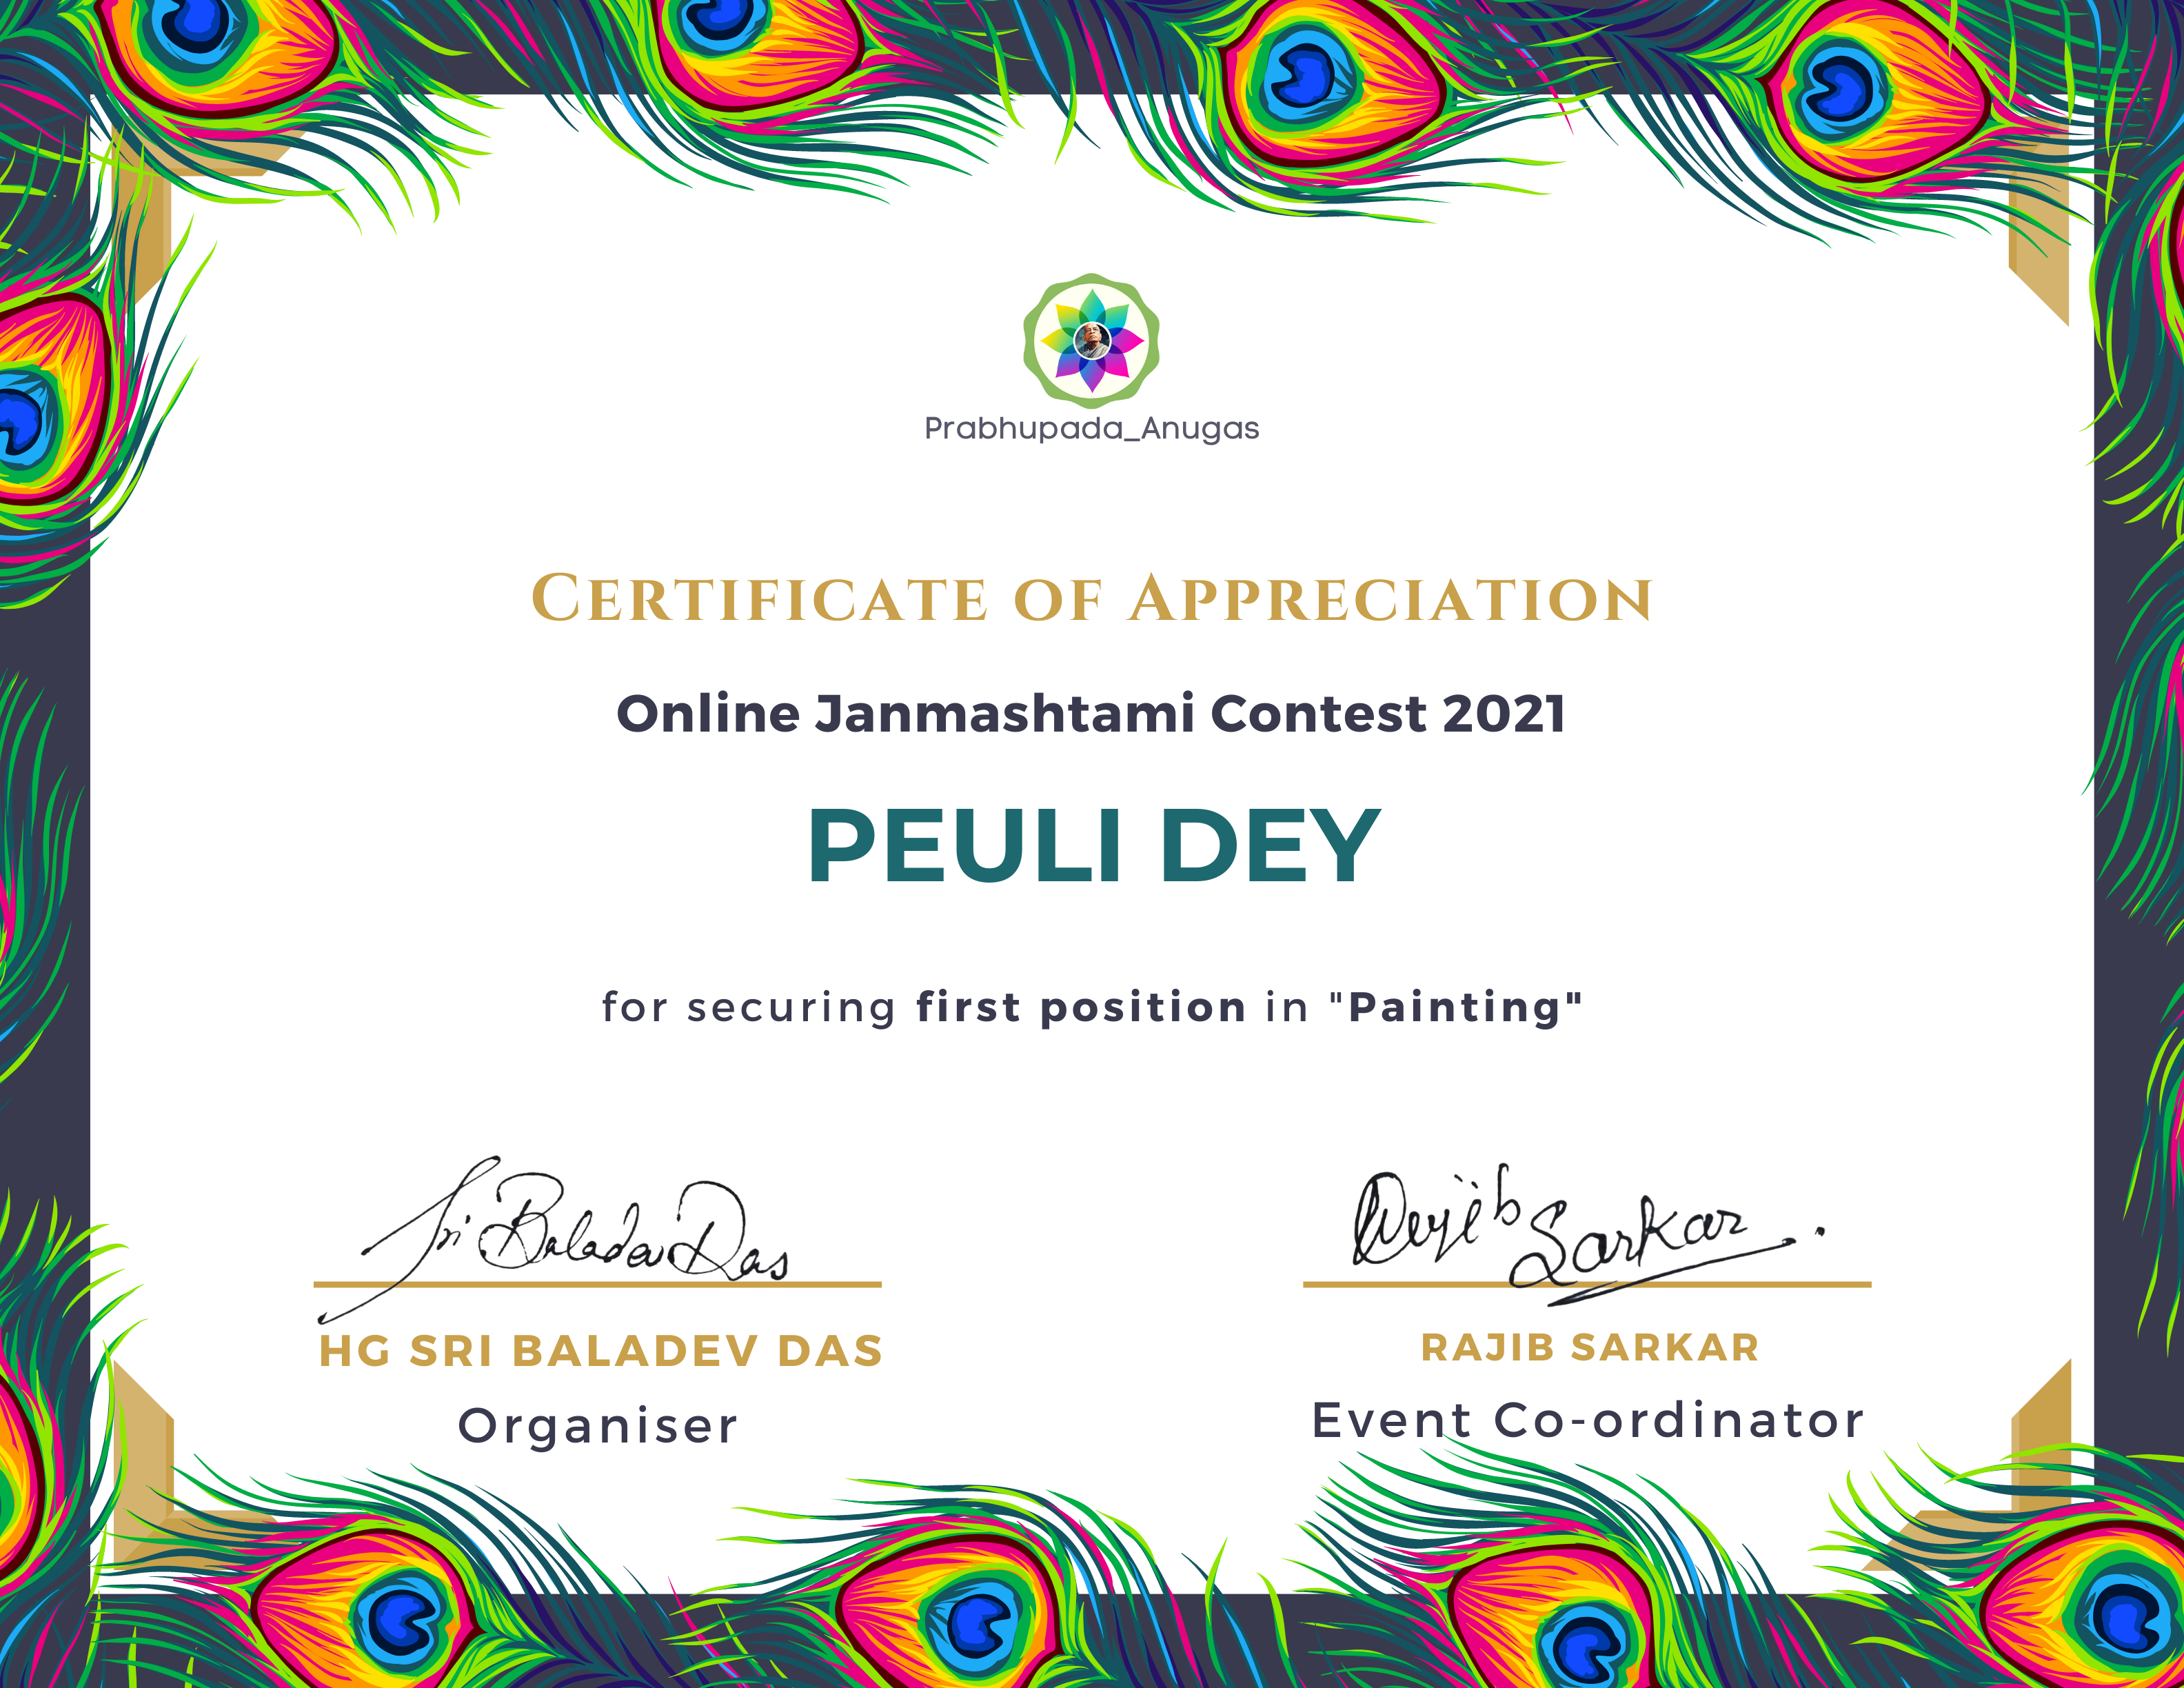 Prabhupada_Anugas
Certificate of Appreciation
Online Janmashtami Contest 2021
PEULI DEY
for securing first position in "Painting"
Sri Baladev Das
Rajib Sarkar
HG SRI BALADEV DAS
RAJIB SARKAR
Organiser
Event Co-ordinator